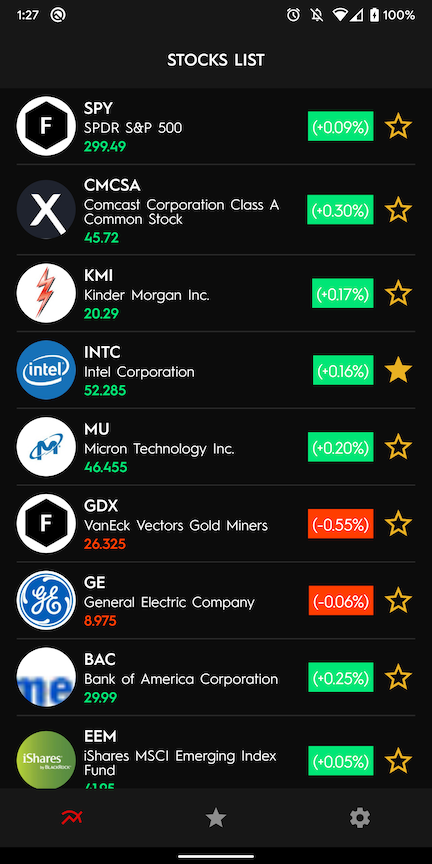 1:27
100%
STOCKS LIST
SPY
F
SPDR S&P 500
(+0.09%)
299.49
CMCSA
X
Comcast Corporation Class A
Common Stock
(+0.30%)
45.72
KMI
Kinder Morgan Inc.
(+0.17%)
20.29
INTC
intel
Intel Corporation
(+0.16%)
52.285
MU
M
Micron Technology Inc.
(+0.20%)
46.455
GDX
F
VanEck Vectors Gold Miners
(-0.55%)
26.325
GE
GE
General Electric Company
(-0.06%)
8.975
BAC
me
Bank of America Corporation
(+0.25%)
29.99
EEM
iShares
by BLACKROCK
iShares MSCI Emerging Index
Fund
(+0.05%)